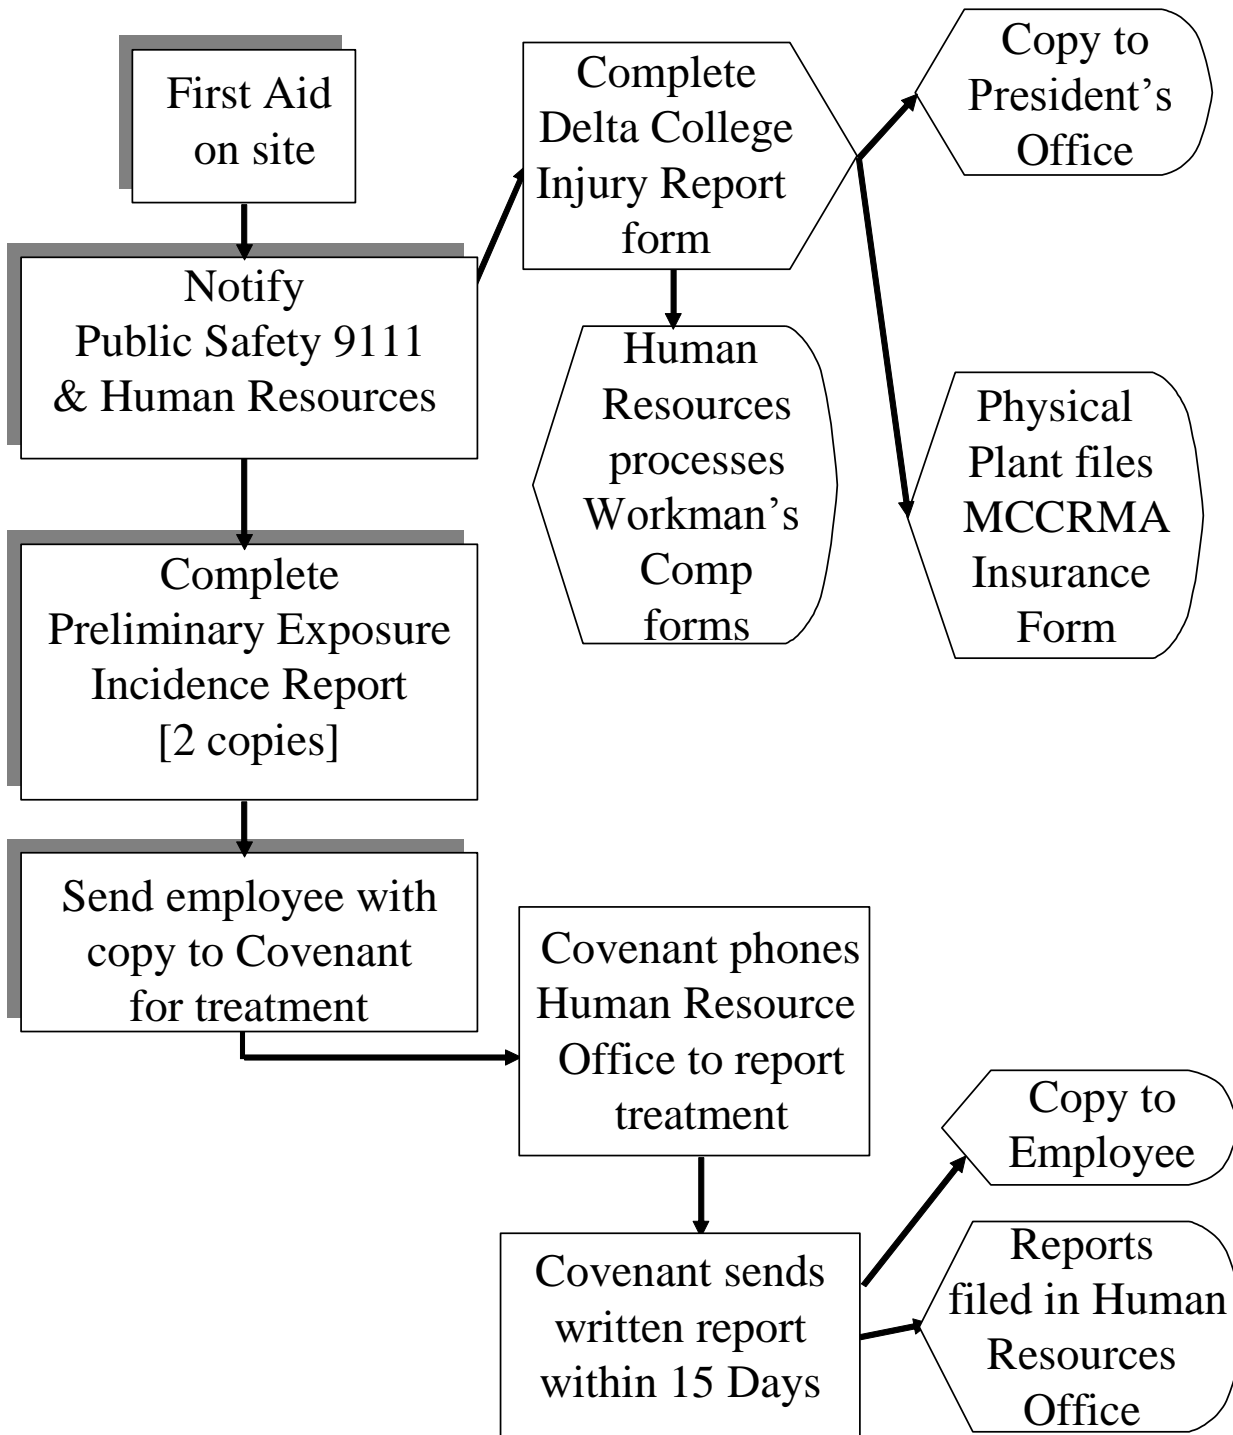 First Aid
on site
Notify
Public Safety 9111
& Human Resources
Complete
Preliminary Exposure
Incidence Report
[2 copies]
Send employee with
copy to Covenant
for treatment
Complete
Delta College
Injury Report
form
Copy to
President's
Office
Human
Resources
processes
Workman's
Comp
forms
Physical
Plant files
MCCRMA
Insurance
Form
Covenant phones
Human Resource
Office to report
treatment
Covenant sends
written report
within 15 Days
Copy to
Employee
Reports
filed in Human
Resources
Office